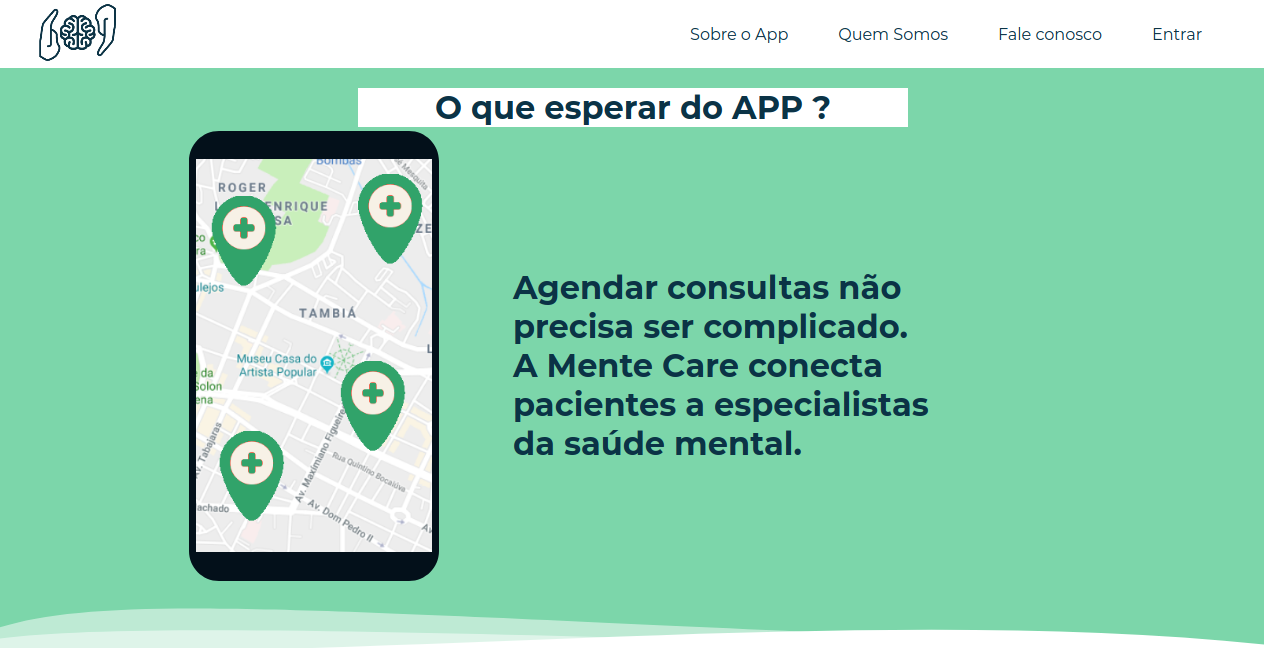 Sobre o App
Quem Somos
Fale conosco
Entrar
O que esperar do APP ?
Agendar consultas não
precisa ser complicado.
A Mente Care conecta
pacientes a especialistas
da saúde mental.
Bombas
ROGER
ENRIQUE
SA
ulejos
TAMBIÁ
Museu Casa do
Artista Popular
e da
Solon
ena
Av. Tabajaras
Av. Maximiano Figueire
Rua Quintino Bocaiúva
achado
Av. Dom Pedro II